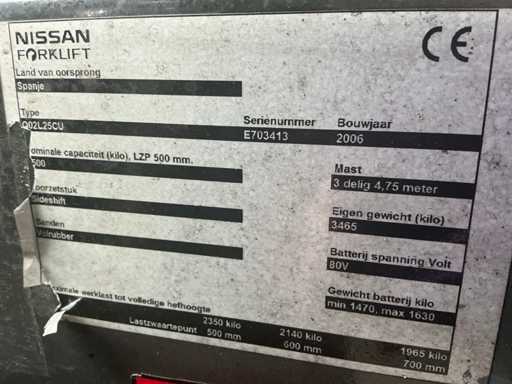 NISSAN
FORKLIFT
CE
Land van oorsprong
Spanje
Type
Q02L25CU
Serienummer
E703413
Bouwjaar
2006
ominale capaciteit (kilo), LZP 500 mm.
500
Mast
3 delig 4,75 meter
oorzetstuk
Sideshift
Eigen gewicht (kilo)
3465
anden
Volrubber
Batterij spanning Volt
80V
Gewicht batterij kilo
min 1470, max 1630
aximale werklast tot volledige hefhoogte
2350 kilo 2140 kilo 1965 kilo
Lastzwaartepunt 500 mm 600 mm 700 mm